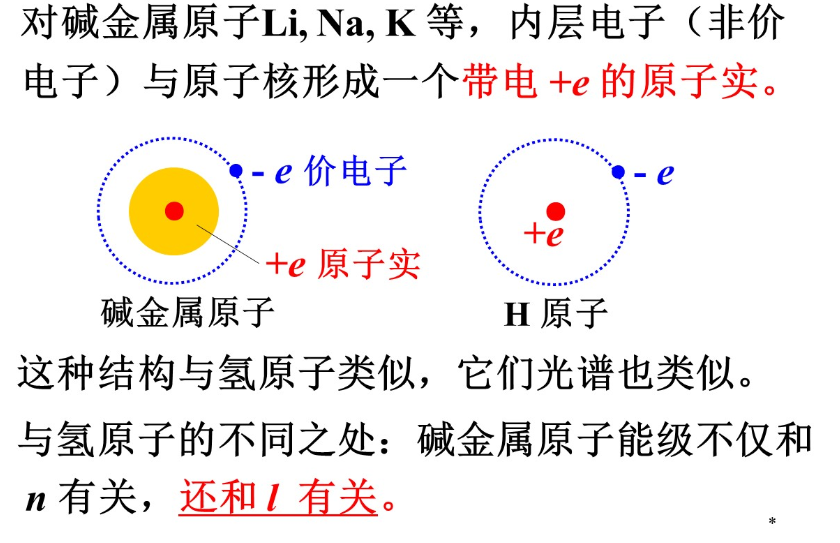 对碱金属原子Li, Na, K 等，内层电子（非价
电子）与原子核形成一个带电 +e 的原子实。
- e 价电子
- e
+e
+e 原子实
碱金属原子
H 原子
这种结构与氢原子类似，它们光谱也类似。
与氢原子的不同之处：碱金属原子能级不仅和
n 有关，还和 l 有关。
*